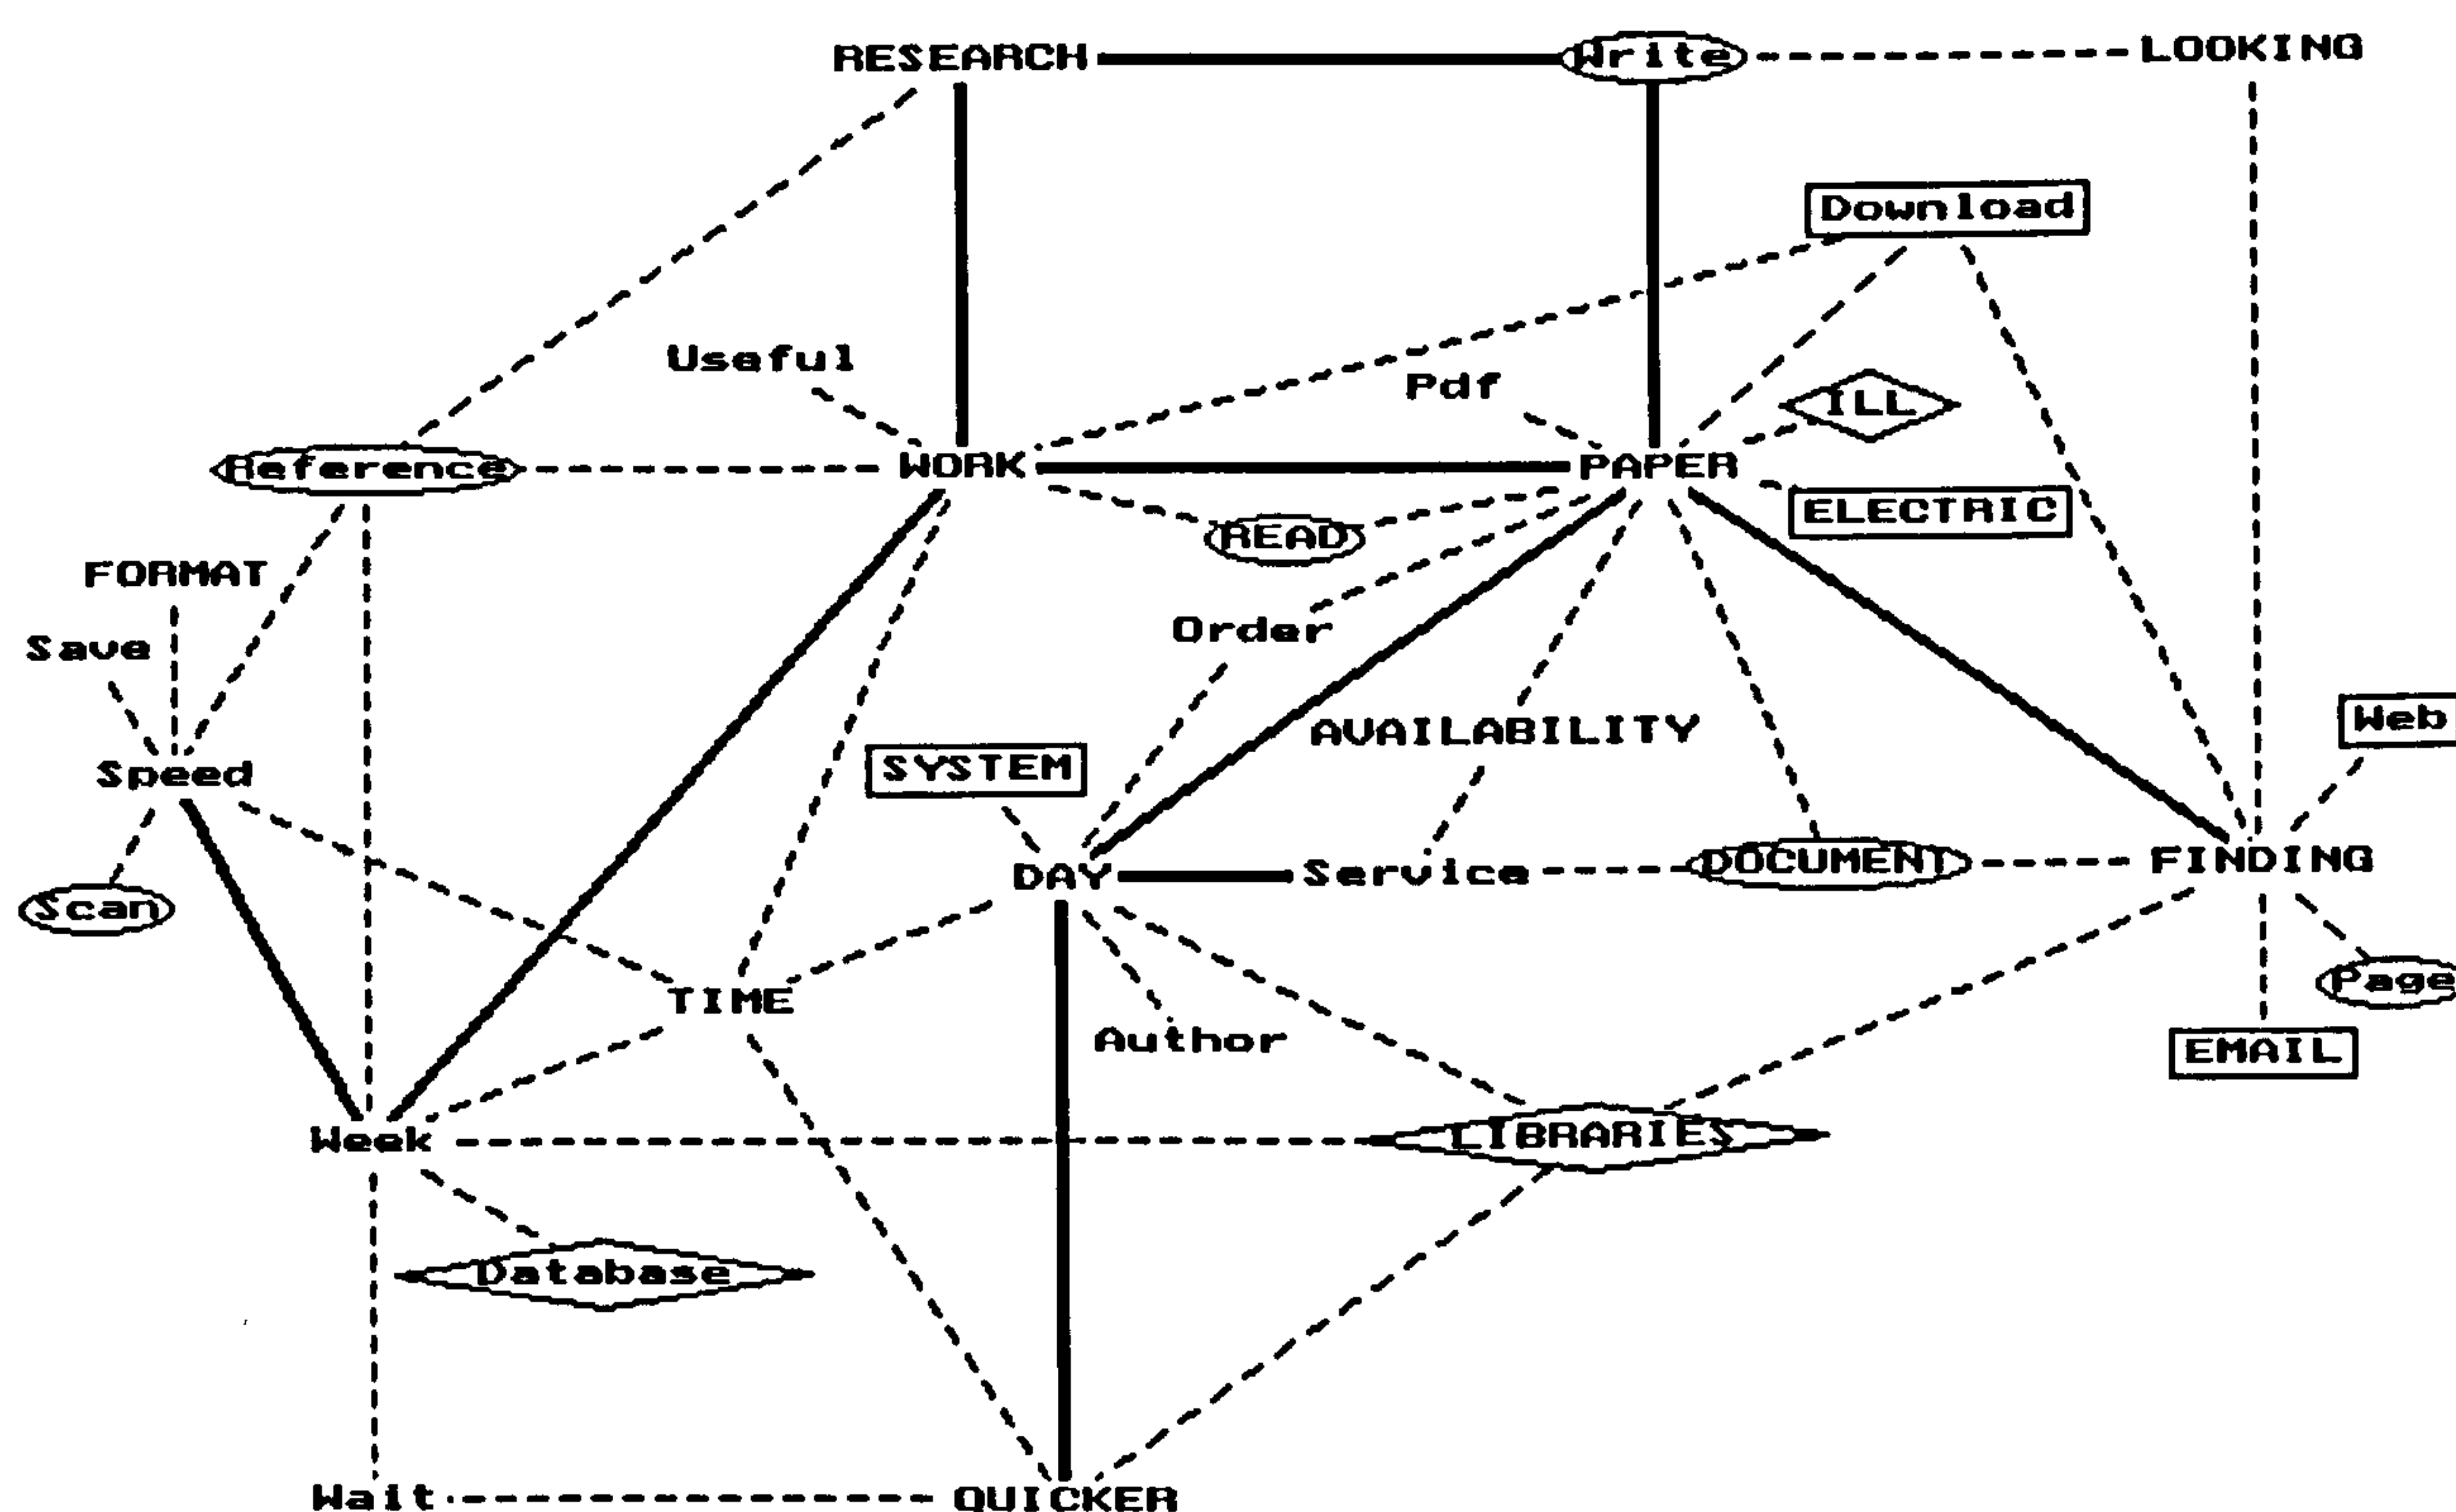 RESEARCH
Write
LOOKING
Download
Useful
Pdf
ILL
Reference
WORK
PAPER
ELECTRIC
READ
FORMAT
Order
Save
Web
AVAILABILITY
SYSTEM
Speed
DAY
Service
DOCUMENT
FINDING
Scan
Page
TIME
Author
EMAIL
Week
LIBRARIES
Database
Wait
QUICKER